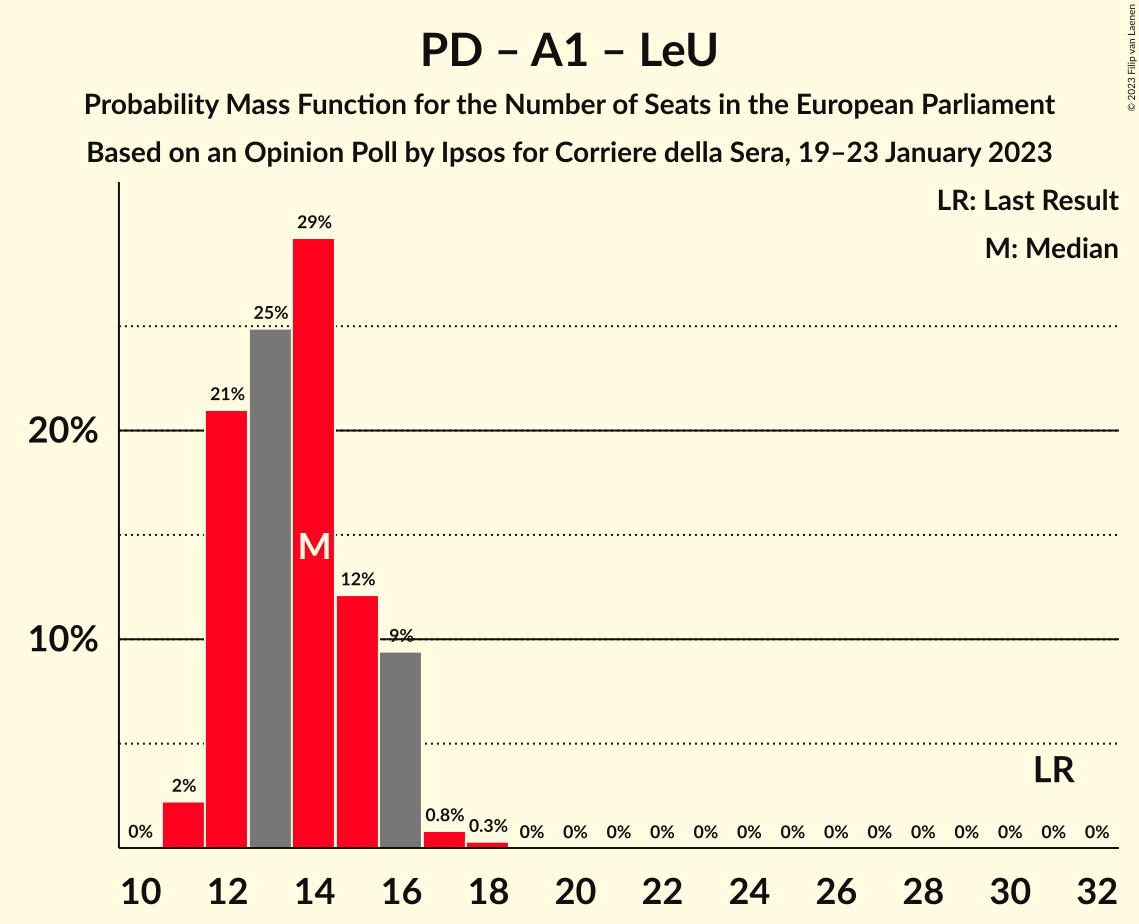 PD – A1 – LeU
Probability Mass Function for the Number of Seats in the European Parliament
Based on an Opinion Poll by Ipsos for Corriere della Sera, 19–23 January 2023
© 2023 Filip van Laenen
LR: Last Result
M: Median
29%
25%
21%
20%
M
12%
10%
9%
LR
2%
0.8%
0.3%
0% 0% 0% 0% 0% 0% 0% 0% 0% 0% 0% 0% 0% 0% 0%
10 12 14 16 18 20 22 24 26 28 30 32